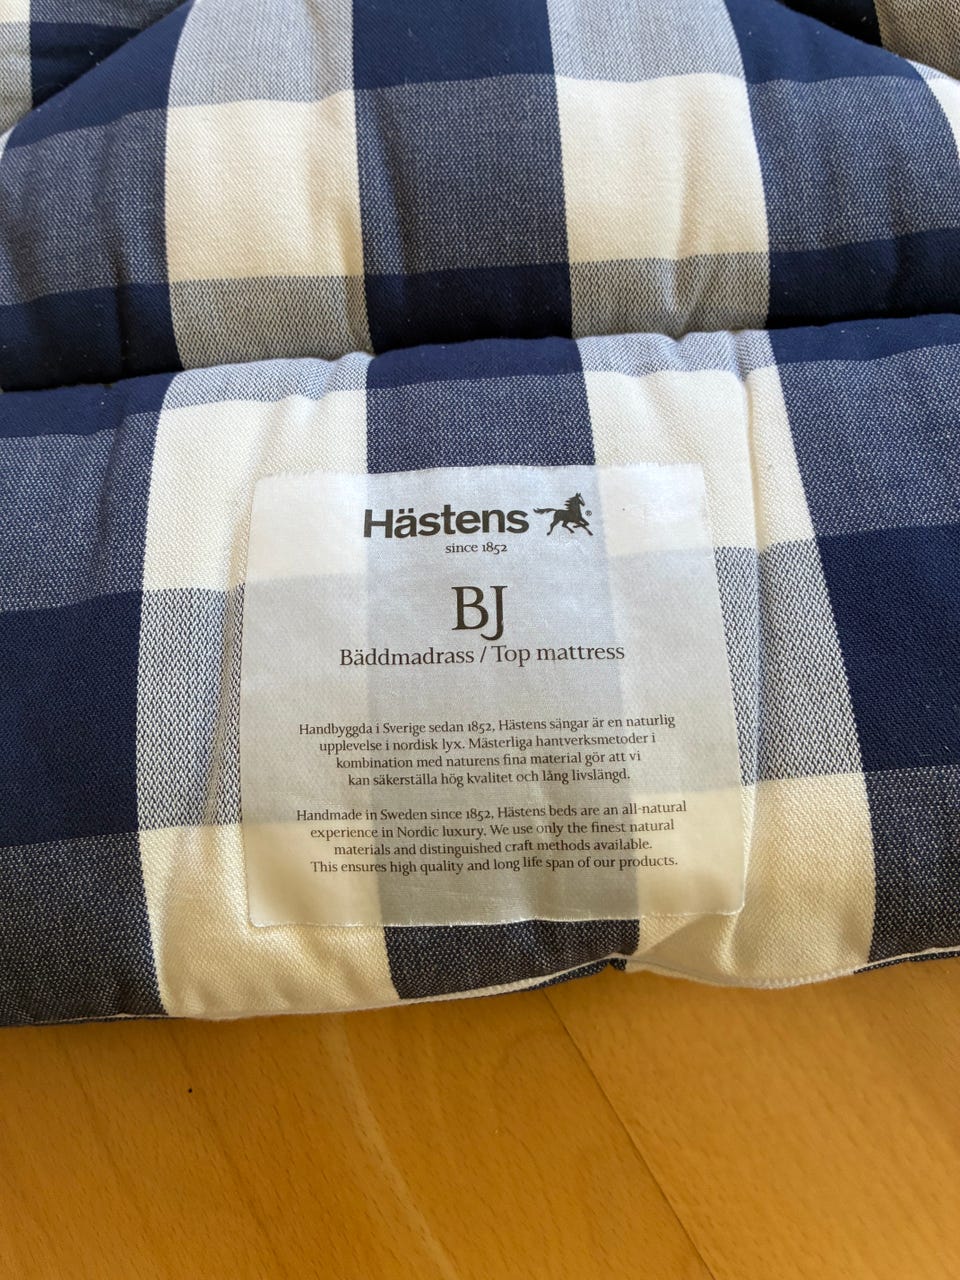 Hästens®
since 1852
BJ
Bäddmadrass / Top mattress
Handbyggda i Sverige sedan 1852, Hästens sängar är en naturlig
upplevelse i nordisk lyx. Mästerliga hantverksmetoder i
kombination med naturens fina material gör att vi
kan säkerställa hög kvalitet och lång livslängd.
Handmade in Sweden since 1852, Hästens beds are an all-natural
experience in Nordic luxury. We use only the finest natural
materials and distinguished craft methods available.
This ensures high quality and long life span of our products.